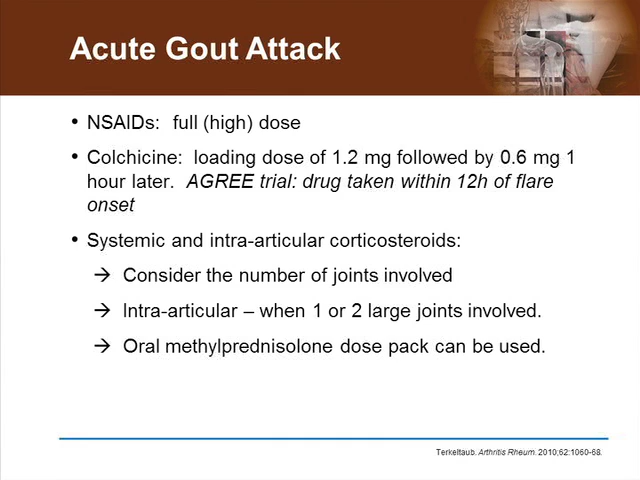 Acute Gout Attack
• NSAIDs: full (high) dose
• Colchicine: loading dose of 1.2 mg followed by 0.6 mg 1
hour later. AGREE trial: drug taken within 12h of flare
onset
• Systemic and intra-articular corticosteroids:
→ Consider the number of joints involved
→ Intra-articular – when 1 or 2 large joints involved.
→ Oral methylprednisolone dose pack can be used.
Terkeltaub. Arthritis Rheum. 2010;62:1060-68.